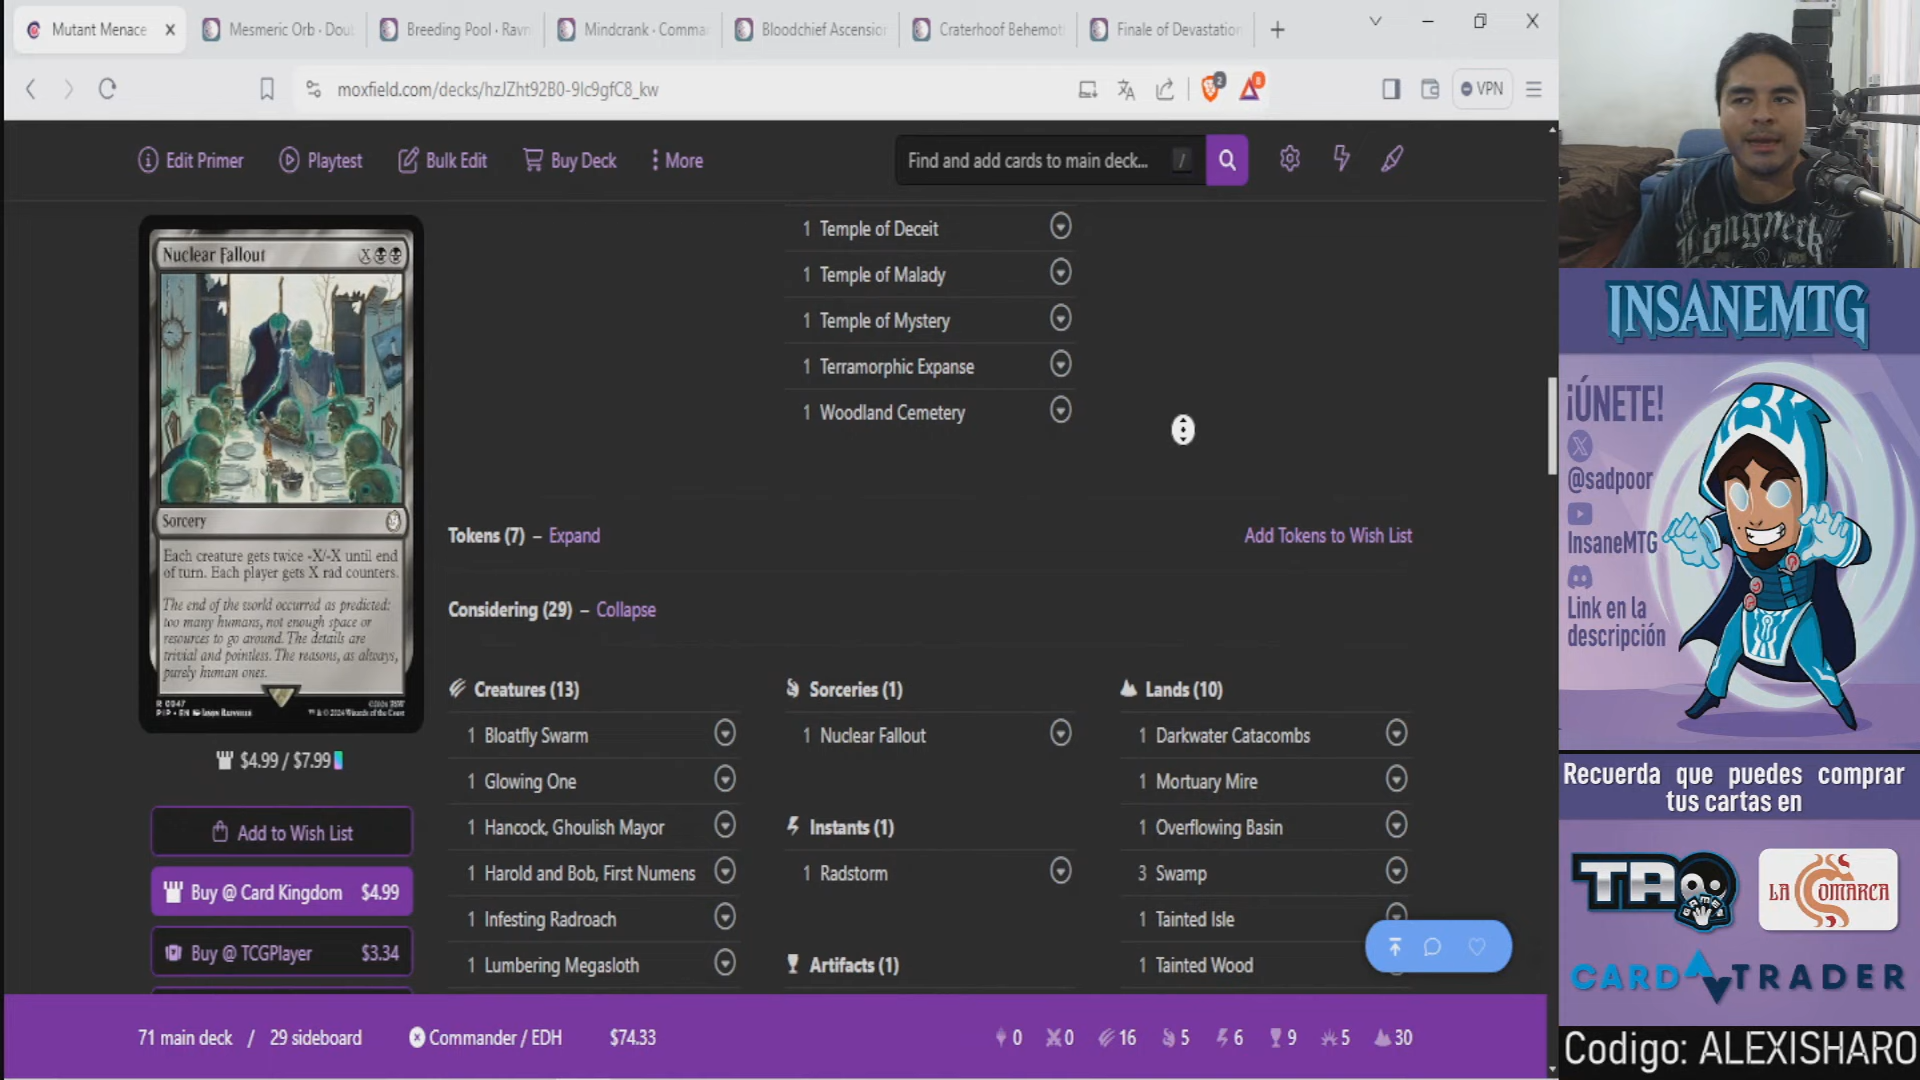 Mutant Menace
Mesmeric Orb · Dou
Breeding Pool · Ravn
Mindcrank · Comma
Bloodchief Ascension
Craterhoof Behemot
Finale of Devastation
moxfield.com/decks/hzJZht92B0-9lc9gfC8_kw
2
VPN
Edit Primer
Playtest
Bulk Edit
Buy Deck
More
Find and add cards to main deck...
/
Nuclear Fallout
X
Sorcery
Each creature gets twice -X/-X until end
of turn. Each player gets X rad counters.
The end of the world occurred as predicted:
too many humans, not enough space or
resources to go around. The details are
trivial and pointless. The reasons, as always,
purely human ones.
R 0047
$4.99 / $7.99
Add to Wish List
Buy @ Card Kingdom $4.99
Buy @ TCGPlayer $3.34
1 Temple of Deceit
1 Temple of Malady
1 Temple of Mystery
1 Terramorphic Expanse
1 Woodland Cemetery
Tokens (7) – Expand
Add Tokens to Wish List
Considering (29) – Collapse
Creatures (13)
1 Bloatfly Swarm
1 Glowing One
1 Hancock, Ghoulish Mayor
1 Harold and Bob, First Numens
1 Infesting Radroach
1 Lumbering Megasloth
Sorceries (1)
1 Nuclear Fallout
Instants (1)
1 Radstorm
Artifacts (1)
Lands (10)
1 Darkwater Catacombs
1 Mortuary Mire
1 Overflowing Basin
3 Swamp
1 Tainted Isle
1 Tainted Wood
71 main deck / 29 sideboard
Commander / EDH
$74.33
0
0
16
5
6
9
5
30
Longneck
INSANEMTG
¡ÚNETE!
@sadpoor
InsaneMTG
Link en la
descripción
Recuerda que puedes comprar
tus cartas en
TAO
GAMES
LA COMARCA
CARD TRADER
Codigo: ALEXISHARO